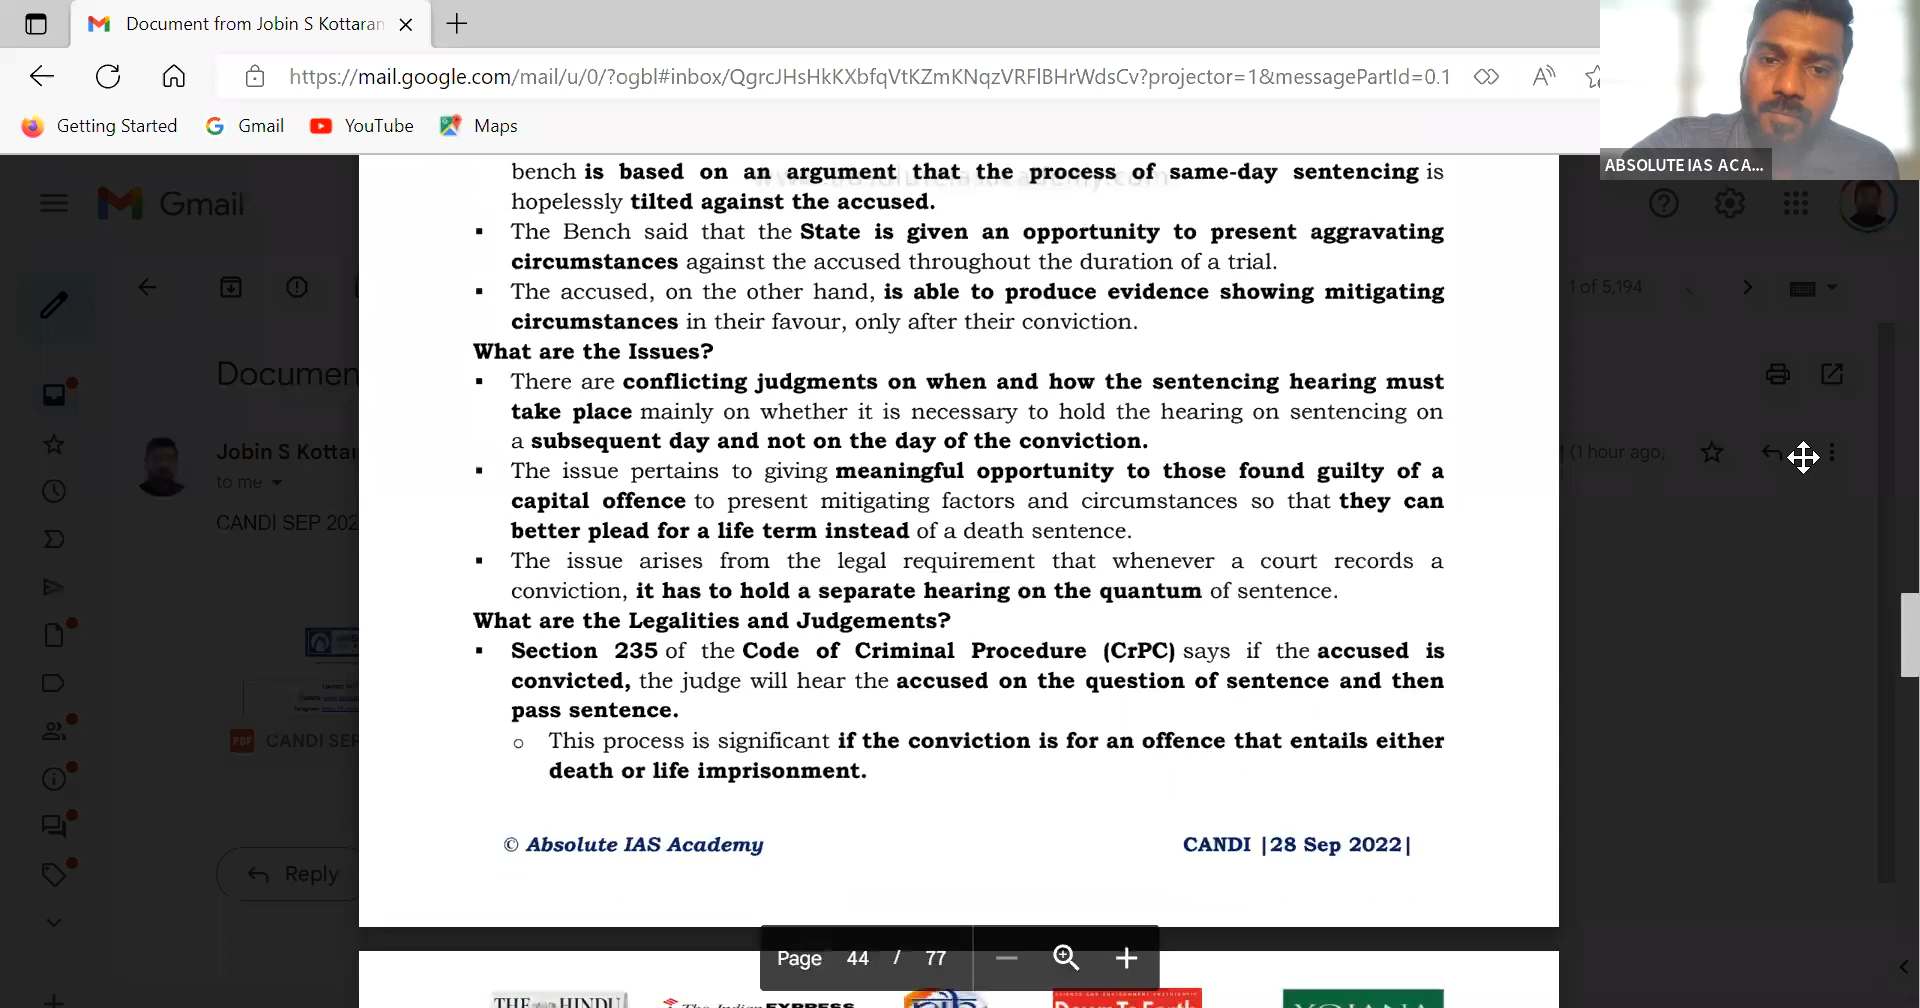 Document from Jobin S Kottaran
https://mail.google.com/mail/u/0/?ogbl#inbox/QgrcJHsHkKXbfqVtKZmKNqzVRFlBHrWdsCv?projector=1&messagePartId=0.1
Getting Started Gmail YouTube Maps
ABSOLUTE IAS ACA...
Gmail
bench is based on an argument that the process of same-day sentencing is
hopelessly tilted against the accused.
▪ The Bench said that the State is given an opportunity to present aggravating
circumstances against the accused throughout the duration of a trial.
1 of 5,194
▪ The accused, on the other hand, is able to produce evidence showing mitigating
circumstances in their favour, only after their conviction.
What are the Issues?
Documen
▪ There are conflicting judgments on when and how the sentencing hearing must
take place mainly on whether it is necessary to hold the hearing on sentencing on
a subsequent day and not on the day of the conviction.
Jobin S Kottar
(1 hour ago)
to me
▪ The issue pertains to giving meaningful opportunity to those found guilty of a
capital offence to present mitigating factors and circumstances so that they can
better plead for a life term instead of a death sentence.
CANDI SEP 202
▪ The issue arises from the legal requirement that whenever a court records a
conviction, it has to hold a separate hearing on the quantum of sentence.
What are the Legalities and Judgements?
▪ Section 235 of the Code of Criminal Procedure (CrPC) says if the accused is
convicted, the judge will hear the accused on the question of sentence and then
pass sentence.
PDF CANDI SEP
o This process is significant if the conviction is for an offence that entails either
death or life imprisonment.
© Absolute IAS Academy CANDI |28 Sep 2022|
Reply
Page 44 / 77
THE HINDU The Indian EXPRESS Down To Earth YOJANA